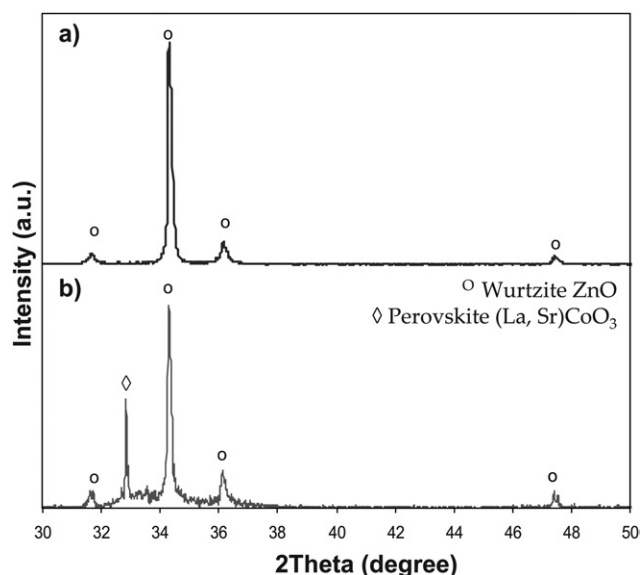 a)
b)
Intensity (a.u.)
o Wurtzite ZnO
◊ Perovskite (La, Sr)CoO₃
30 32 34 36 38 40 42 44 46 48 50
2Theta (degree)